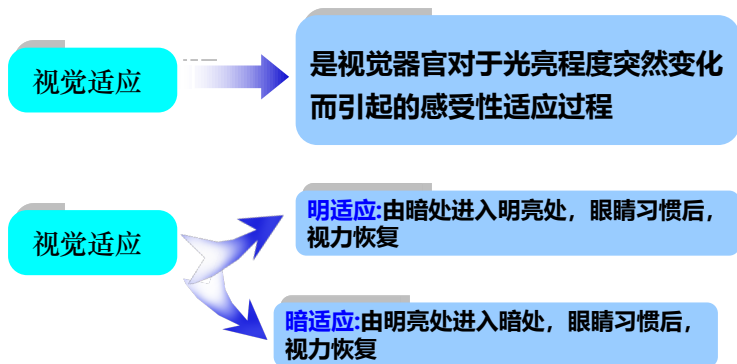 视觉适应
是视觉器官对于光亮程度突然变化
而引起的感受性适应过程
视觉适应
明适应:由暗处进入明亮处，眼睛习惯后，
视力恢复
暗适应:由明亮处进入暗处，眼睛习惯后，
视力恢复